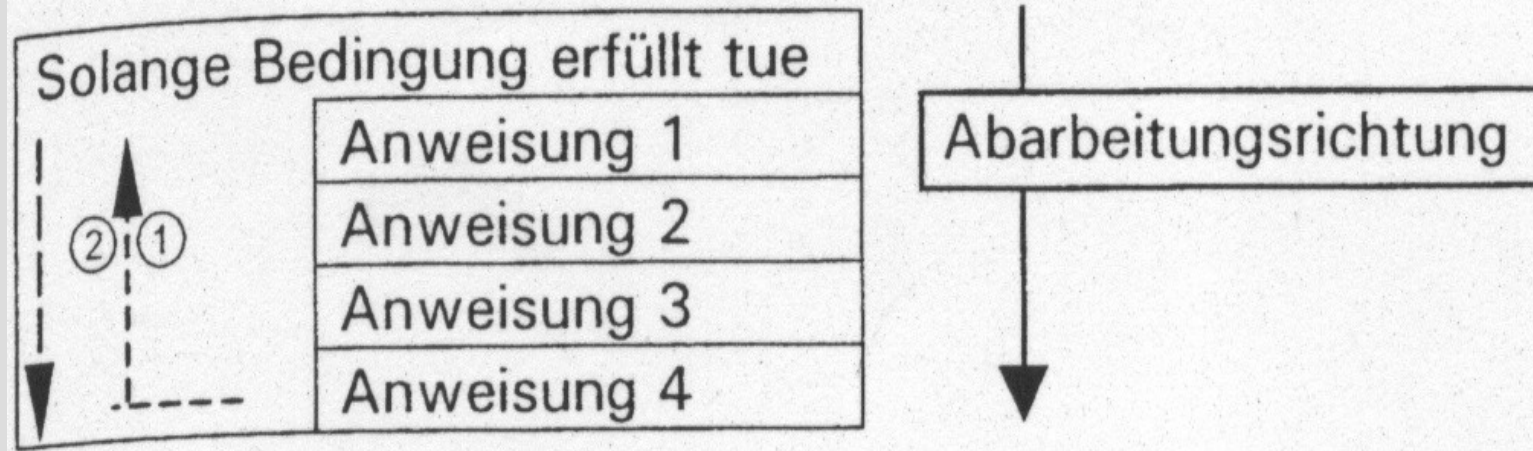 Solange Bedingung erfüllt tue
Anweisung 1
② ①
Anweisung 2
Anweisung 3
Anweisung 4
Abarbeitungsrichtung